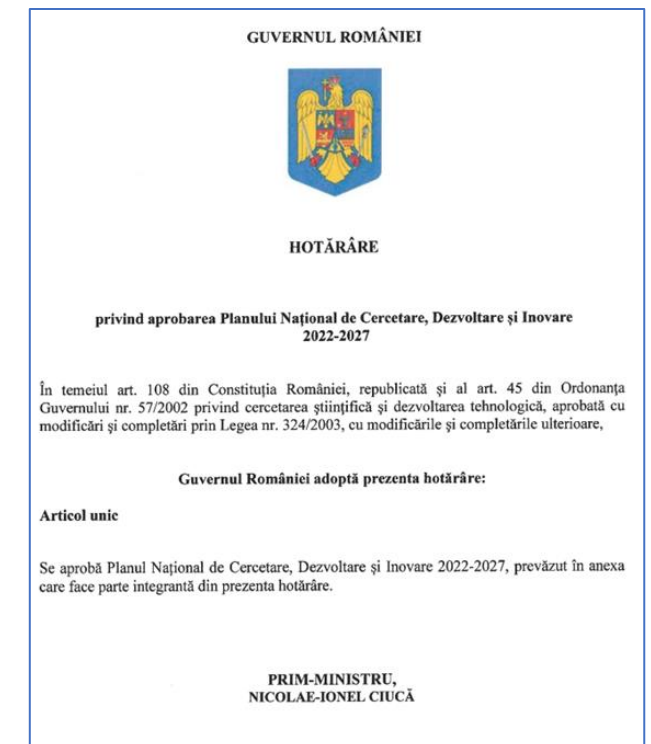 GUVERNUL ROMÂNIEI
HOTĂRÂRE
privind aprobarea Planului Național de Cercetare, Dezvoltare și Inovare
2022-2027
În temeiul art. 108 din Constituția României, republicată și al art. 45 din Ordonanța
Guvernului nr. 57/2002 privind cercetarea științifică și dezvoltarea tehnologică, aprobată cu
modificări și completări prin Legea nr. 324/2003, cu modificările și completările ulterioare,
Guvernul României adoptă prezenta hotărâre:
Articol unic
Se aprobă Planul Național de Cercetare, Dezvoltare și Inovare 2022-2027, prevăzut în anexa
care face parte integrantă din prezenta hotărâre.
PRIM-MINISTRU,
NICOLAE-IONEL CIUCĂ